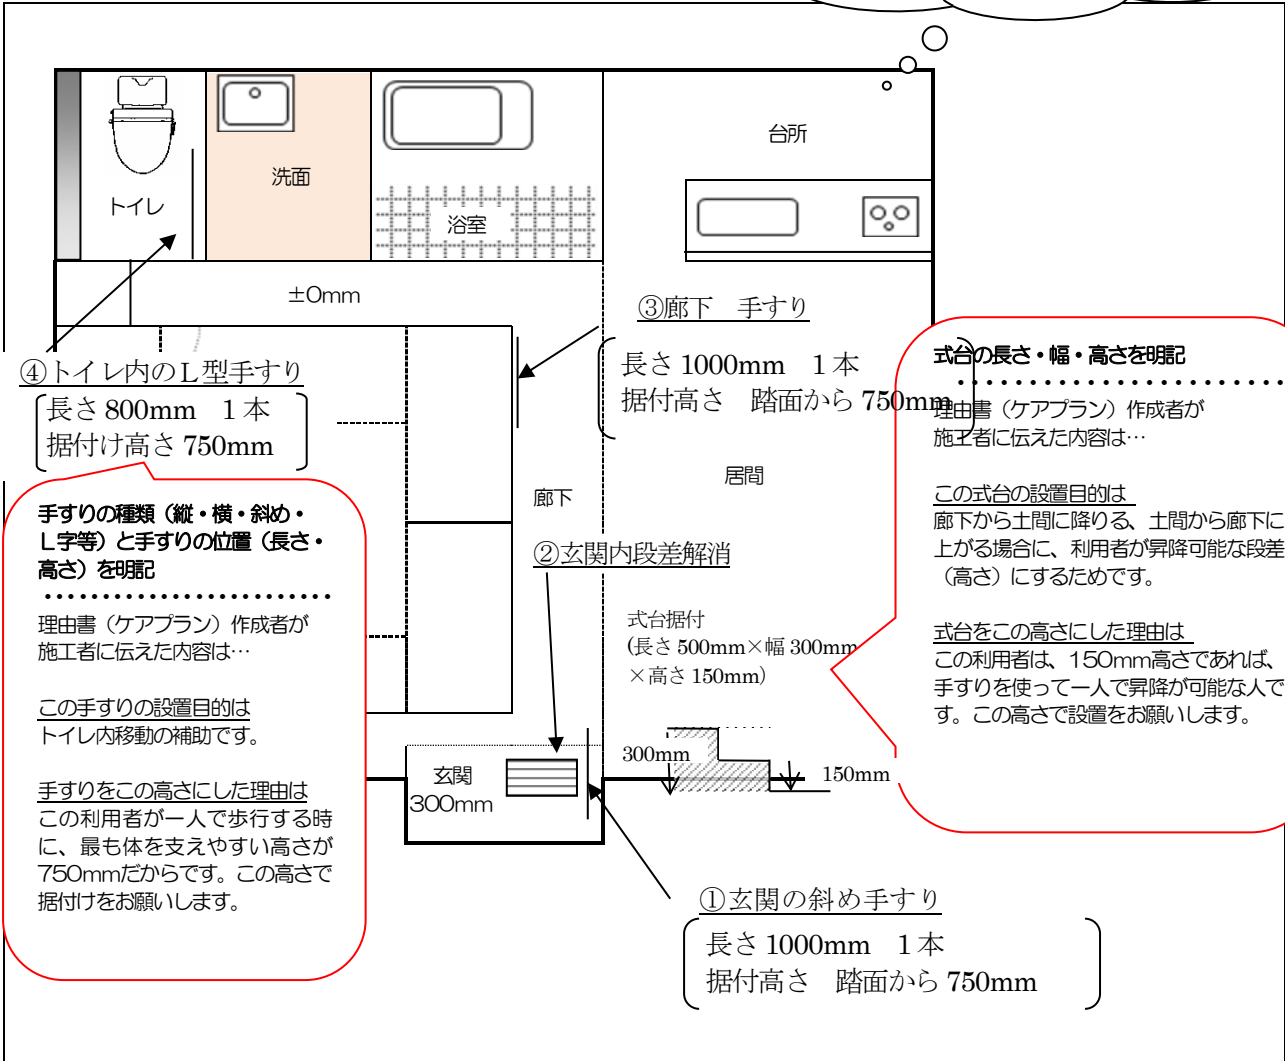 台所
洗面
トイレ
浴室
±0mm
③廊下　手すり
長さ 1000mm　1 本
据付高さ　踏面から 750mm
④トイレ内のＬ型手すり
長さ 800mm　1 本
据付け高さ 750mm
式台の長さ・幅・高さを明記
・・・・・・・・・・・・・・・・・・・・・・・・
理由書（ケアプラン）作成者が
施工者に伝えた内容は…
この式台の設置目的は
廊下から土間に降りる、土間から廊下に
上がる場合に、利用者が昇降可能な段差
（高さ）にするためです。
式台をこの高さにした理由は
この利用者は、150mm高さであれば、
手すりを使って一人で昇降が可能な人で
す。この高さで設置をお願いします。
居間
廊下
②玄関内段差解消
手すりの種類（縦・横・斜め・
Ｌ字等）と手すりの位置（長さ・
高さ）を明記
・・・・・・・・・・・・・・・・・・・・・・・・
理由書（ケアプラン）作成者が
施工者に伝えた内容は…
この手すりの設置目的は
トイレ内移動の補助です。
手すりをこの高さにした理由は
この利用者が一人で歩行する時
に、最も体を支えやすい高さが
750mmだからです。この高さで
据付けをお願いします。
式台据付
(長さ 500mm×幅 300mm
×高さ 150mm)
300mm
150mm
玄関
300mm
①玄関の斜め手すり
長さ 1000mm　1 本
据付高さ　踏面から 750mm